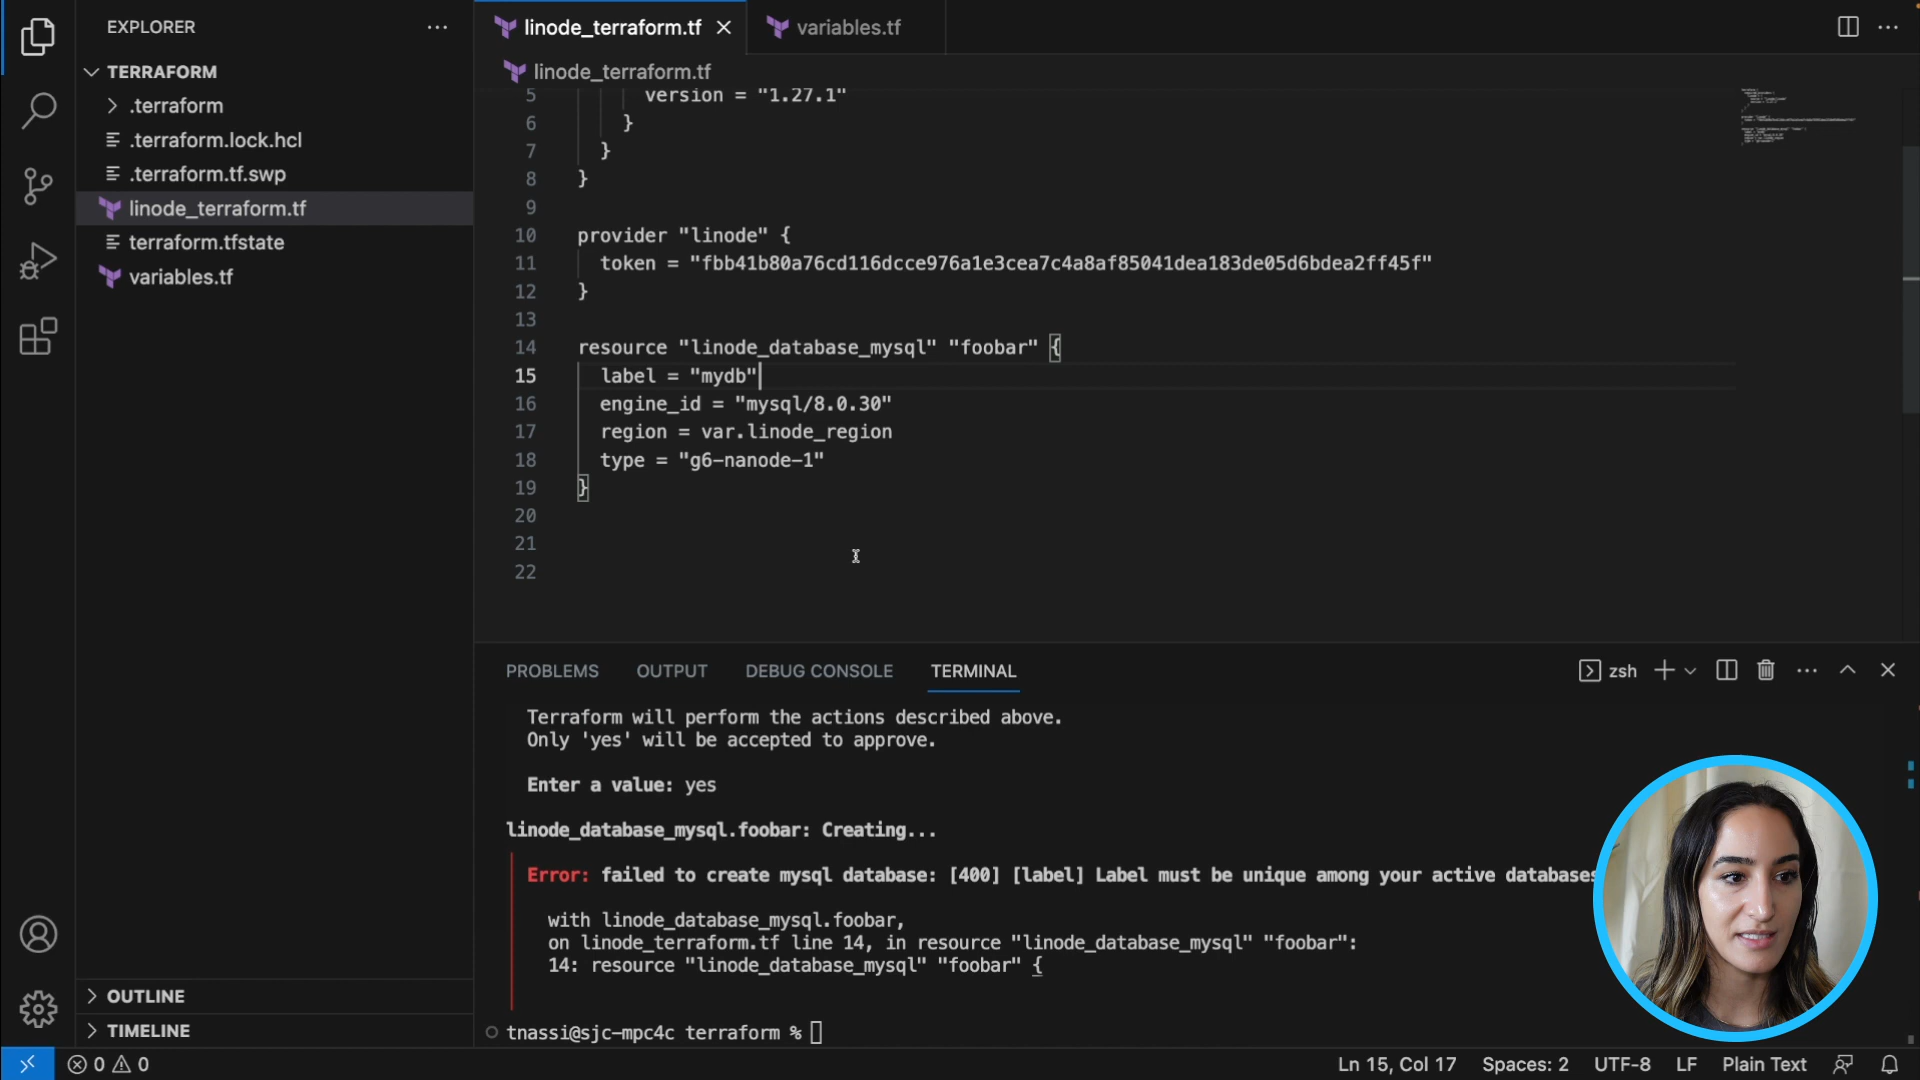 EXPLORER
TERRAFORM
.terraform
.terraform.lock.hcl
.terraform.tf.swp
linode_terraform.tf
terraform.tfstate
variables.tf
OUTLINE
TIMELINE
linode_terraform.tf
variables.tf
linode_terraform.tf
5 version = "1.27.1"
6 }
7 }
8 }
9
10 provider "linode" {
11 token = "fbb41b80a76cd116dcce976a1e3cea7c4a8af85041dea183de05d6bdea2ff45f"
12 }
13
14 resource "linode_database_mysql" "foobar" {
15 label = "mydb"
16 engine_id = "mysql/8.0.30"
17 region = var.linode_region
18 type = "g6-nanode-1"
19 }
20
21
22
PROBLEMS OUTPUT DEBUG CONSOLE TERMINAL
zsh
Terraform will perform the actions described above.
Only 'yes' will be accepted to approve.
Enter a value: yes
linode_database_mysql.foobar: Creating...
Error: failed to create mysql database: [400] [label] Label must be unique among your active databases
with linode_database_mysql.foobar,
on linode_terraform.tf line 14, in resource "linode_database_mysql" "foobar":
14: resource "linode_database_mysql" "foobar" {
tnassi@sjc-mpc4c terraform %
0 0
Ln 15, Col 17 Spaces: 2 UTF-8 LF Plain Text